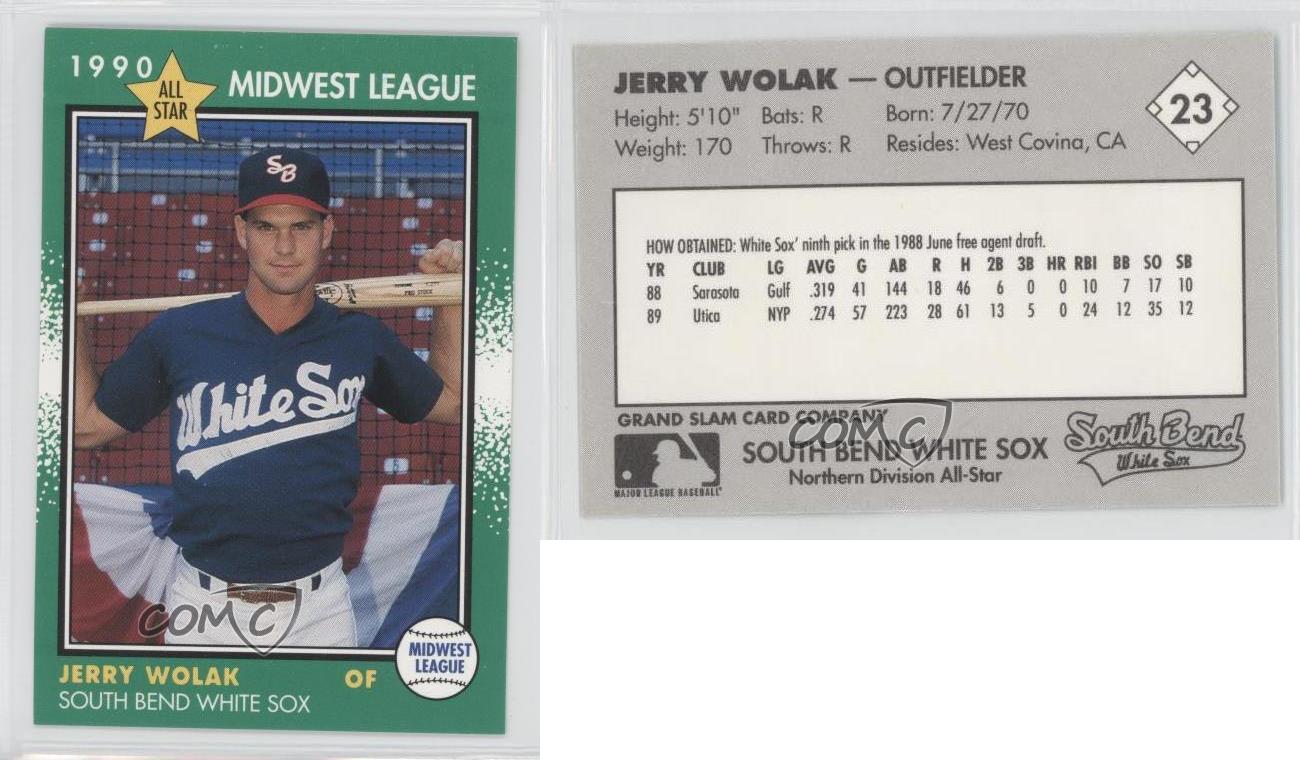 1990
ALL
STAR
MIDWEST LEAGUE
SB
White Sox
PRO STOCK
COMC
MIDWEST
LEAGUE
JERRY WOLAK OF
SOUTH BEND WHITE SOX
JERRY WOLAK — OUTFIELDER
Height: 5'10" Bats: R Born: 7/27/70
Weight: 170 Throws: R Resides: West Covina, CA
23
HOW OBTAINED: White Sox' ninth pick in the 1988 June free agent draft.
YR CLUB LG AVG G AB R H 2B 3B HR RBI BB SO SB
88 Sarasota Gulf .319 41 144 18 46 6 0 0 10 7 17 10
89 Utica NYP .274 57 223 28 61 13 5 0 24 12 35 12
GRAND SLAM CARD COMPANY
COMC
SOUTH BEND WHITE SOX
Northern Division All-Star
MAJOR LEAGUE BASEBALL
South Bend
White Sox